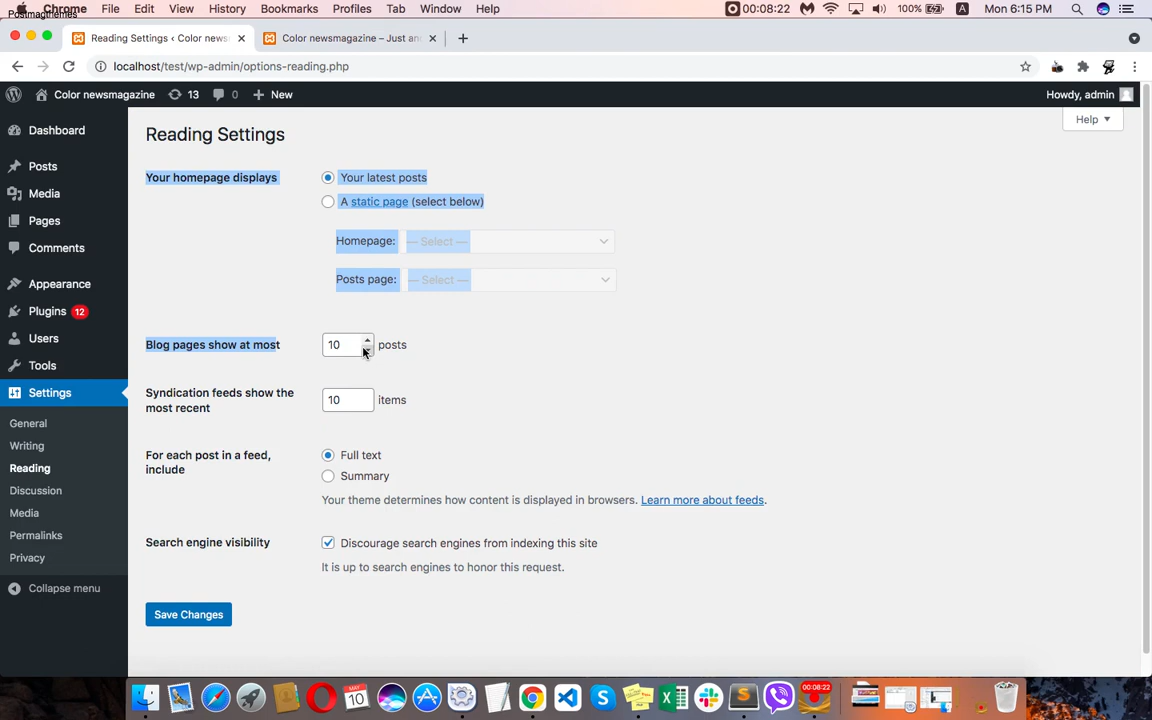 Chrome File Edit View History Bookmarks Profiles Tab Window Help 00:08:22 100% A Mon 6:15 PM
Postmagthemes
Reading Settings ‹ Color news Color newsmagazine – Just an
localhost/test/wp-admin/options-reading.php
Color newsmagazine 13 0 New Howdy, admin
Help
Dashboard
Posts
Media
Pages
Comments
Appearance
Plugins 12
Users
Tools
Settings
General
Writing
Reading
Discussion
Media
Permalinks
Privacy
Collapse menu
Reading Settings
Your homepage displays
Your latest posts
A static page (select below)
Homepage: — Select —
Posts page: — Select —
Blog pages show at most 10 posts
Syndication feeds show the
most recent
10 items
For each post in a feed,
include
Full text
Summary
Your theme determines how content is displayed in browsers. Learn more about feeds.
Search engine visibility
Discourage search engines from indexing this site
It is up to search engines to honor this request.
Save Changes
MAY
10
00:08:22